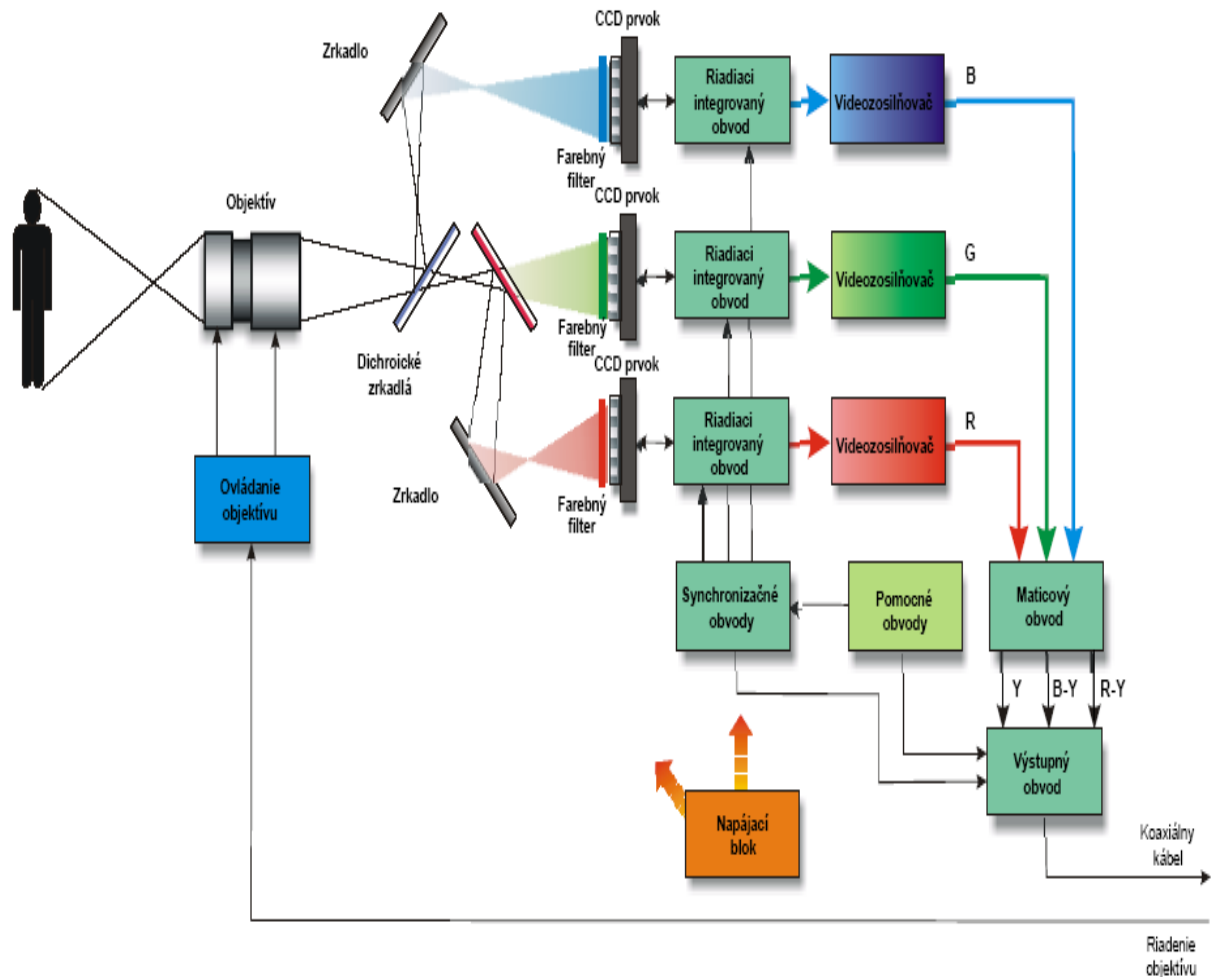 CCD prvok
Zrkadlo
Riadiaci
integrovaný
obvod
Videozosilňovač
B
Farebný
filter
CCD prvok
Objektív
Riadiaci
integrovaný
obvod
Videozosilňovač
G
Farebný
filter
CCD prvok
Dichroické
zrkadlá
Riadiaci
integrovaný
obvod
Videozosilňovač
R
Zrkadlo
Farebný
filter
Ovládanie
objektívu
Synchronizačné
obvody
Pomocné
obvody
Maticový
obvod
Y
B-Y
R-Y
Výstupný
obvod
Napájací
blok
Koaxiálny
kábel
Riadenie
objektívu